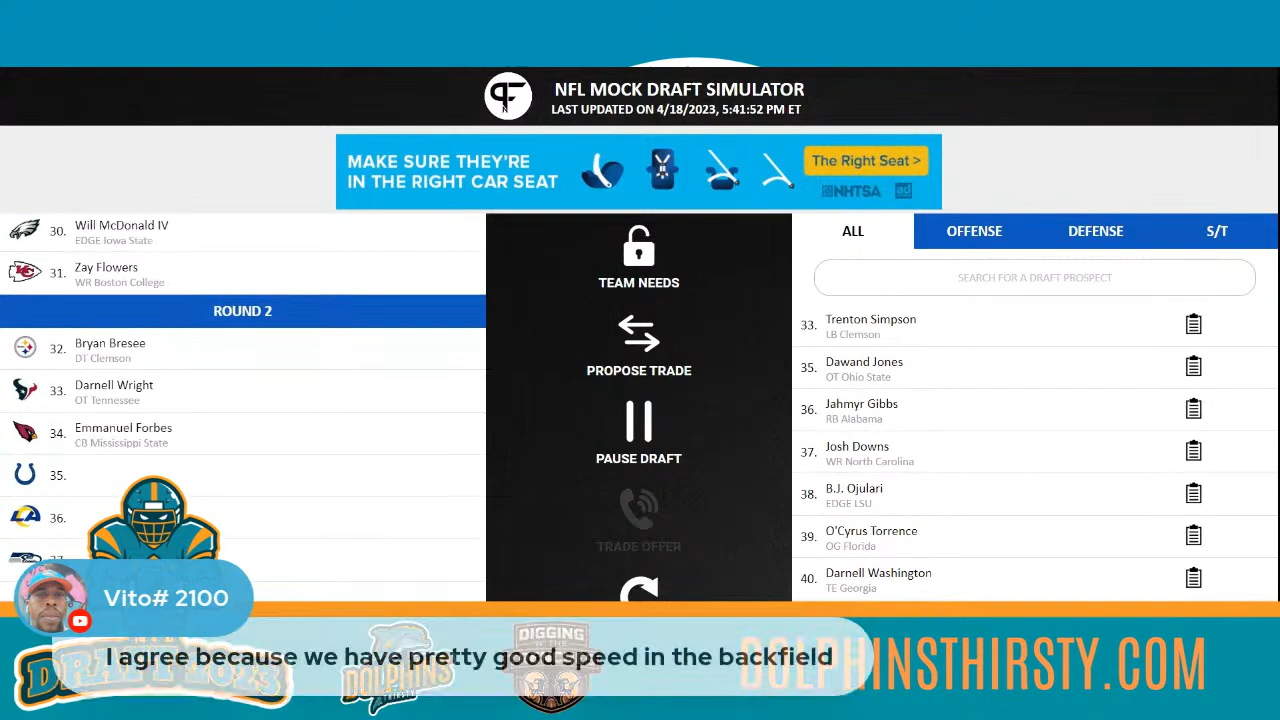 NFL MOCK DRAFT SIMULATOR
LAST UPDATED ON 4/18/2023, 5:41:52 PM ET
MAKE SURE THEY'RE
IN THE RIGHT CAR SEAT
The Right Seat >
NHTSA
ad
30. Will McDonald IV
EDGE Iowa State
31. Zay Flowers
WR Boston College
ROUND 2
32. Bryan Bresee
DT Clemson
33. Darnell Wright
OT Tennessee
34. Emmanuel Forbes
CB Mississippi State
35.
36.
TEAM NEEDS
PROPOSE TRADE
PAUSE DRAFT
TRADE OFFER
ALL OFFENSE DEFENSE S/T
SEARCH FOR A DRAFT PROSPECT
33. Trenton Simpson
LB Clemson
35. Dawand Jones
OT Ohio State
36. Jahmyr Gibbs
RB Alabama
37. Josh Downs
WR North Carolina
38. B.J. Ojulari
EDGE LSU
39. O'Cyrus Torrence
OG Florida
40. Darnell Washington
TE Georgia
Vito# 2100
I agree because we have pretty good speed in the backfield
DRAFT 2023
DOLPHINS
THIRSTY
DIGGING
DOLPHINSTHIRSTY.COM